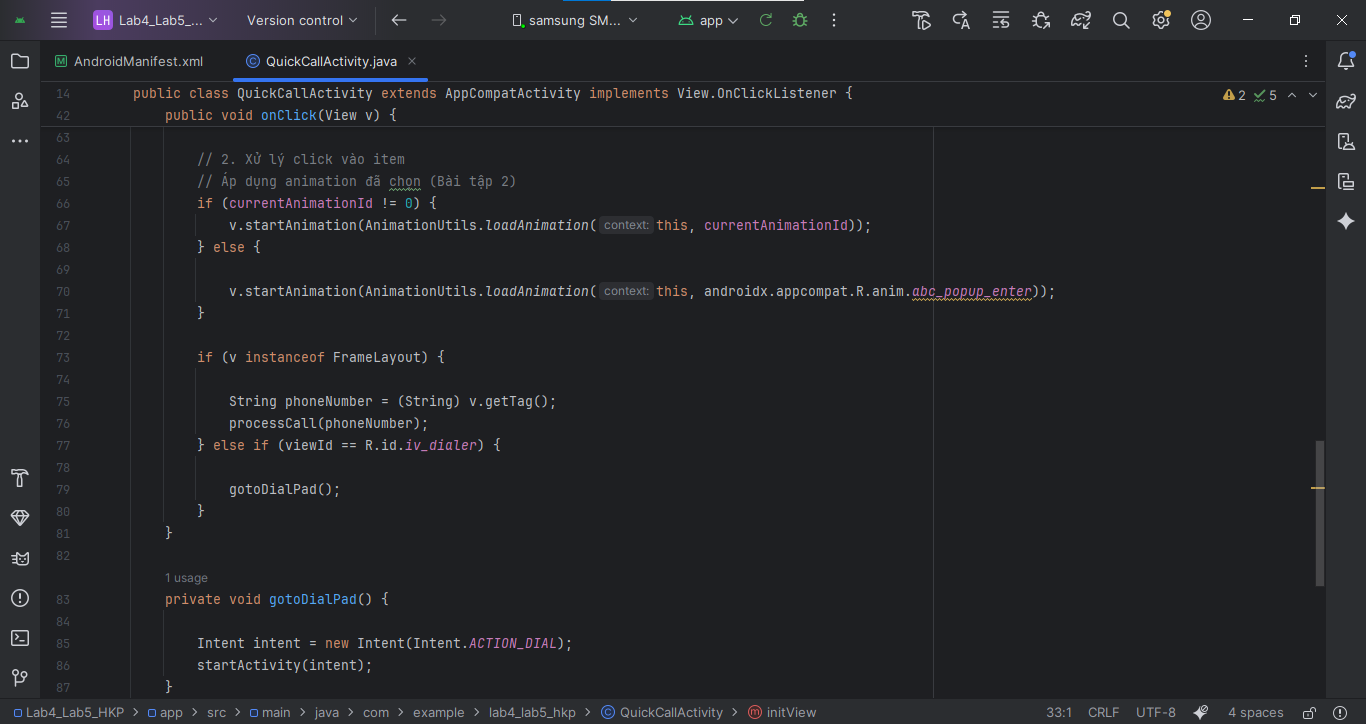 LH Lab4_Lab5_... Version control samsung SM... app
AndroidManifest.xml QuickCallActivity.java
14 public class QuickCallActivity extends AppCompatActivity implements View.OnClickListener { 2 5
42 public void onClick(View v) {
63
64 // 2. Xử lý click vào item
65 // Áp dụng animation đã chọn (Bài tập 2)
66 if (currentAnimationId != 0) {
67 v.startAnimation(AnimationUtils.loadAnimation( context: this, currentAnimationId));
68 } else {
69
70 v.startAnimation(AnimationUtils.loadAnimation( context: this, androidx.appcompat.R.anim.abc_popup_enter));
71 }
72
73 if (v instanceof FrameLayout) {
74
75 String phoneNumber = (String) v.getTag();
76 processCall(phoneNumber);
77 } else if (viewId == R.id.iv_dialer) {
78
79 gotoDialPad();
80 }
81 }
82
1 usage
83 private void gotoDialPad() {
84
85 Intent intent = new Intent(Intent.ACTION_DIAL);
86 startActivity(intent);
87 }
Lab4_Lab5_HKP > app > src > main > java > com > example > lab4_lab5_hkp > QuickCallActivity > initView 33:1 CRLF UTF-8 4 spaces